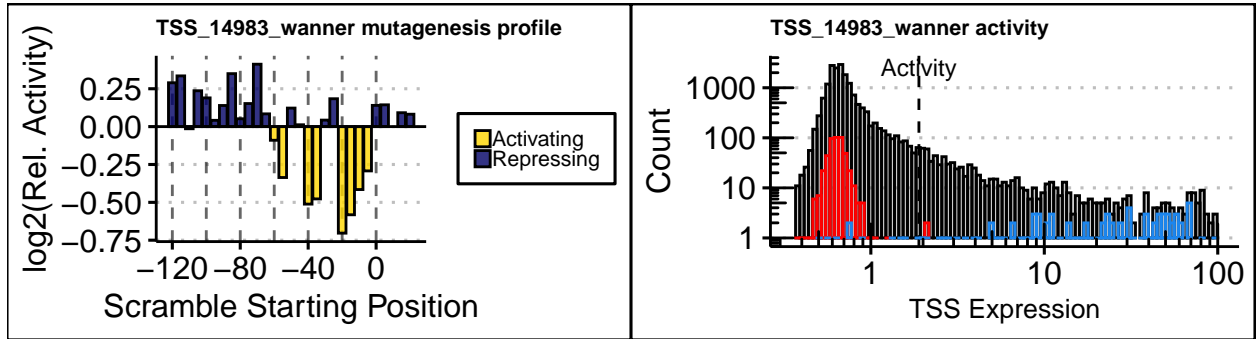 TSS_14983_wanner mutagenesis profile
log2(Rel. Activity)
0.25
0.00
−0.25
−0.50
−0.75
−120
−80
−40
0
Scramble Starting Position
Activating
Repressing
TSS_14983_wanner activity
Activity
Count
1000
100
10
1
1
10
100
TSS Expression